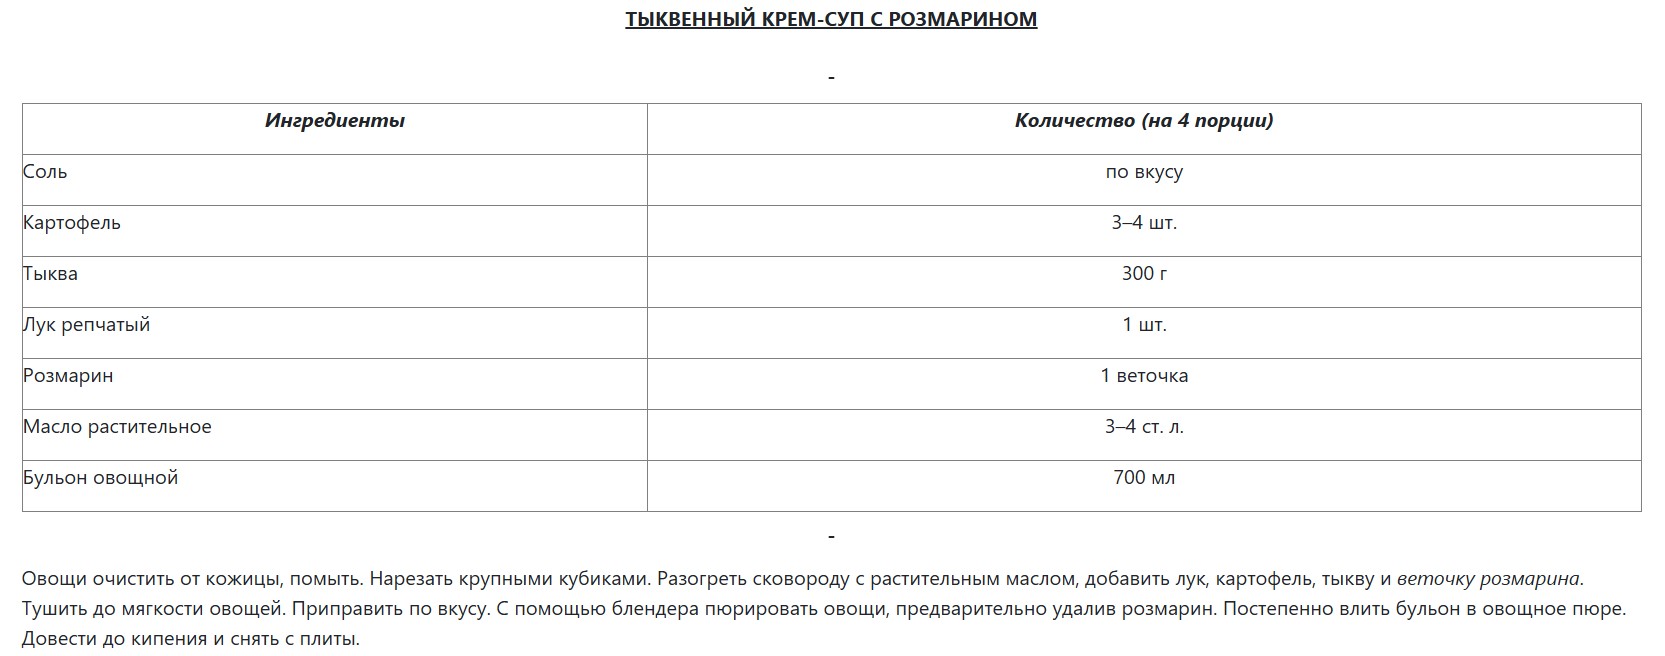 ТЫКВЕННЫЙ КРЕМ-СУП С РОЗМАРИНОМ
-
Ингредиенты Количество (на 4 порции)
Соль по вкусу
Картофель 3–4 шт.
Тыква 300 г
Лук репчатый 1 шт.
Розмарин 1 веточка
Масло растительное 3–4 ст. л.
Бульон овощной 700 мл
-
Овощи очистить от кожицы, помыть. Нарезать крупными кубиками. Разогреть сковороду с растительным маслом, добавить лук, картофель, тыкву и веточку розмарина.
Тушить до мягкости овощей. Приправить по вкусу. С помощью блендера пюрировать овощи, предварительно удалив розмарин. Постепенно влить бульон в овощное пюре.
Довести до кипения и снять с плиты.